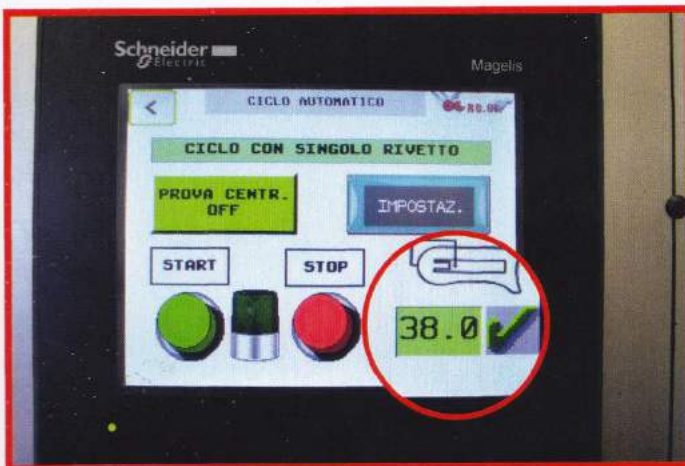 Schneider
Electric
Magelis
<
CICLO AUTOMATICO
CICLO CON SINGOLO RIVETTO
PROVA CENTR.
OFF
IMPOSTAZ.
START
STOP
38.0